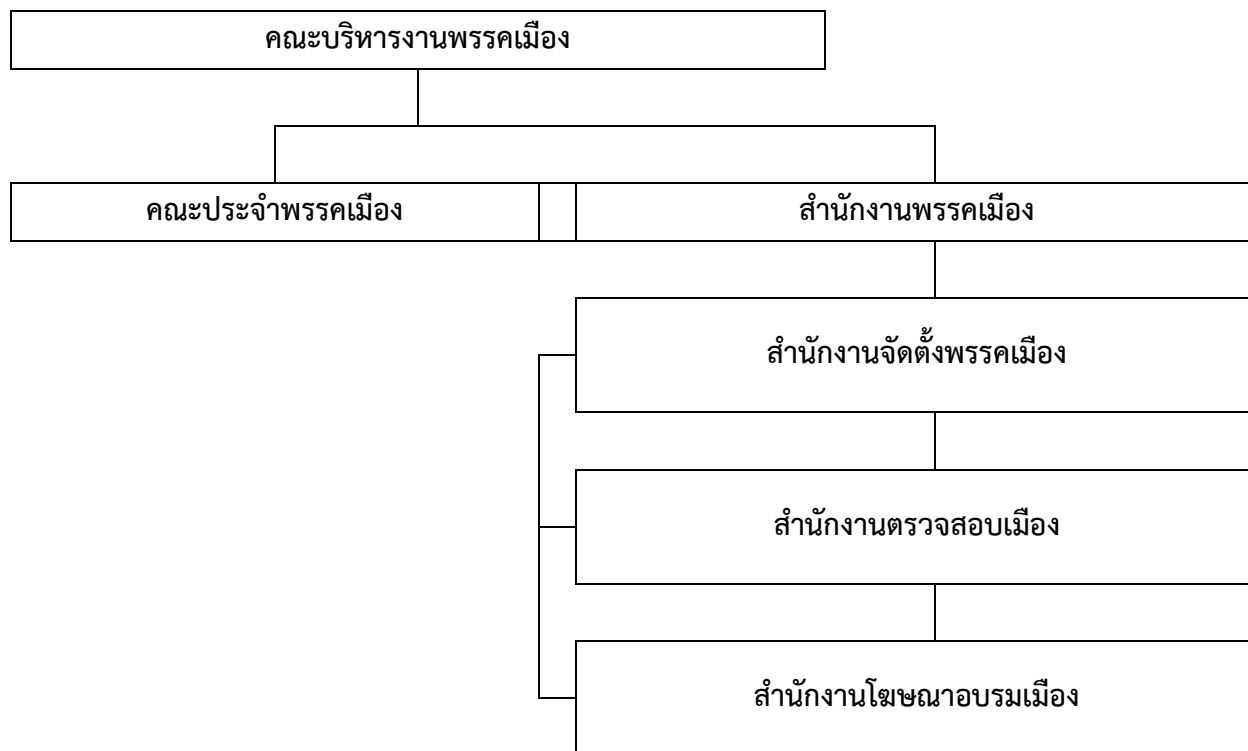 คณะบริหารงานพรรคเมือง
คณะประจำพรรคเมือง
สำนักงานพรรคเมือง
สำนักงานจัดตั้งพรรคเมือง
สำนักงานตรวจสอบเมือง
สำนักงานโฆษณาอบรมเมือง